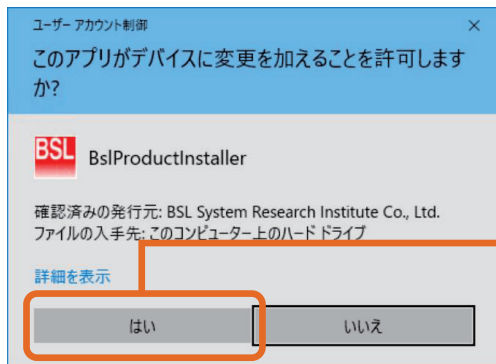 ユーザー アカウント制御
このアプリがデバイスに変更を加えることを許可します
か?
BSL BslProductInstaller
確認済みの発行元: BSL System Research Institute Co., Ltd.
ファイルの入手先: このコンピューター上のハード ドライブ
詳細を表示
はい いいえ